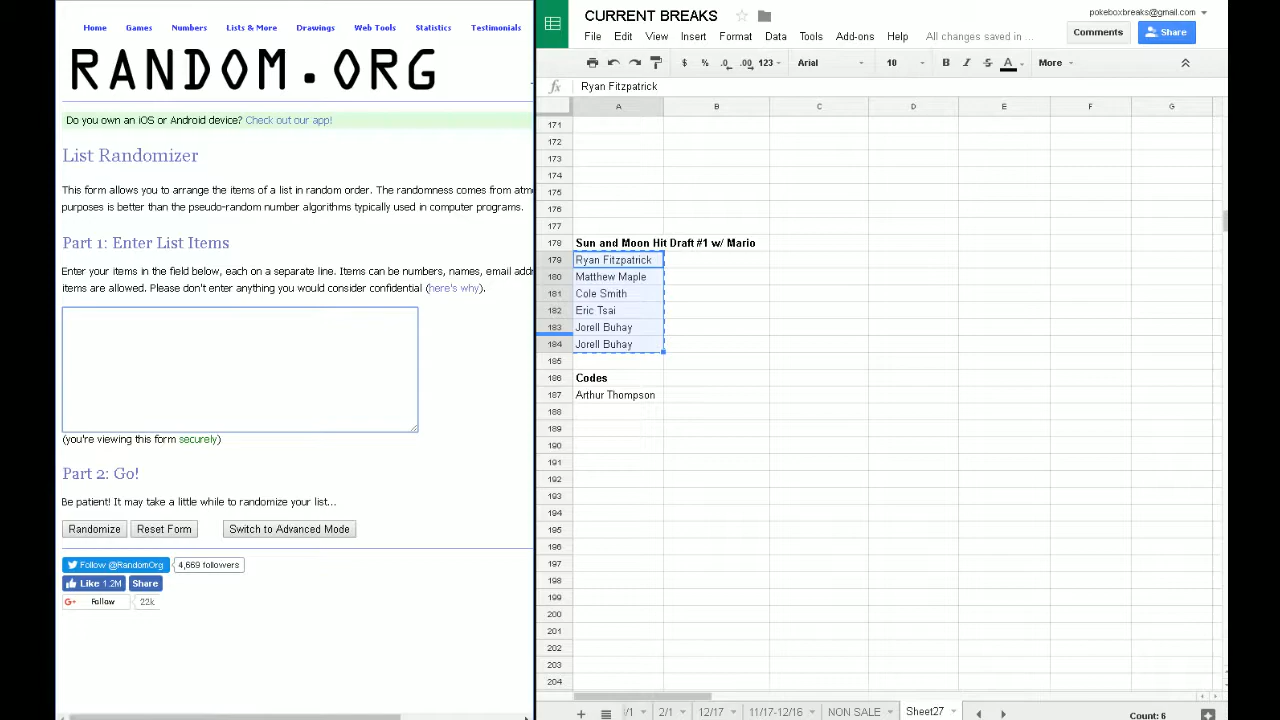 Home Games Numbers Lists & More Drawings Web Tools Statistics Testimonials
RANDOM.ORG
Do you own an iOS or Android device? Check out our app!
List Randomizer
This form allows you to arrange the items of a list in random order. The randomness comes from atm
purposes is better than the pseudo-random number algorithms typically used in computer programs.
Part 1: Enter List Items
Enter your items in the field below, each on a separate line. Items can be numbers, names, email addr
items are allowed. Please don't enter anything you would consider confidential (here's why).
(you're viewing this form securely)
Part 2: Go!
Be patient! It may take a little while to randomize your list...
Randomize Reset Form Switch to Advanced Mode
Follow @RandomOrg 4,669 followers
Like 1.2M Share
G+ Follow 22k
CURRENT BREAKS
pokeboxbreaks@gmail.com
File Edit View Insert Format Data Tools Add-ons Help All changes saved in ...
Comments Share
$ % .0 .00 123 Arial 10 B I S A More
fx Ryan Fitzpatrick
A B C D E F G
171
172
173
174
175
176
177
178 Sun and Moon Hit Draft #1 w/ Mario
179 Ryan Fitzpatrick
180 Matthew Maple
181 Cole Smith
182 Eric Tsai
183 Jorell Buhay
184 Jorell Buhay
185
186 Codes
187 Arthur Thompson
188
189
190
191
192
193
194
195
196
197
198
199
200
201
202
203
204
/1 2/1 12/17 11/17-12/16 NON SALE Sheet27 Count: 6